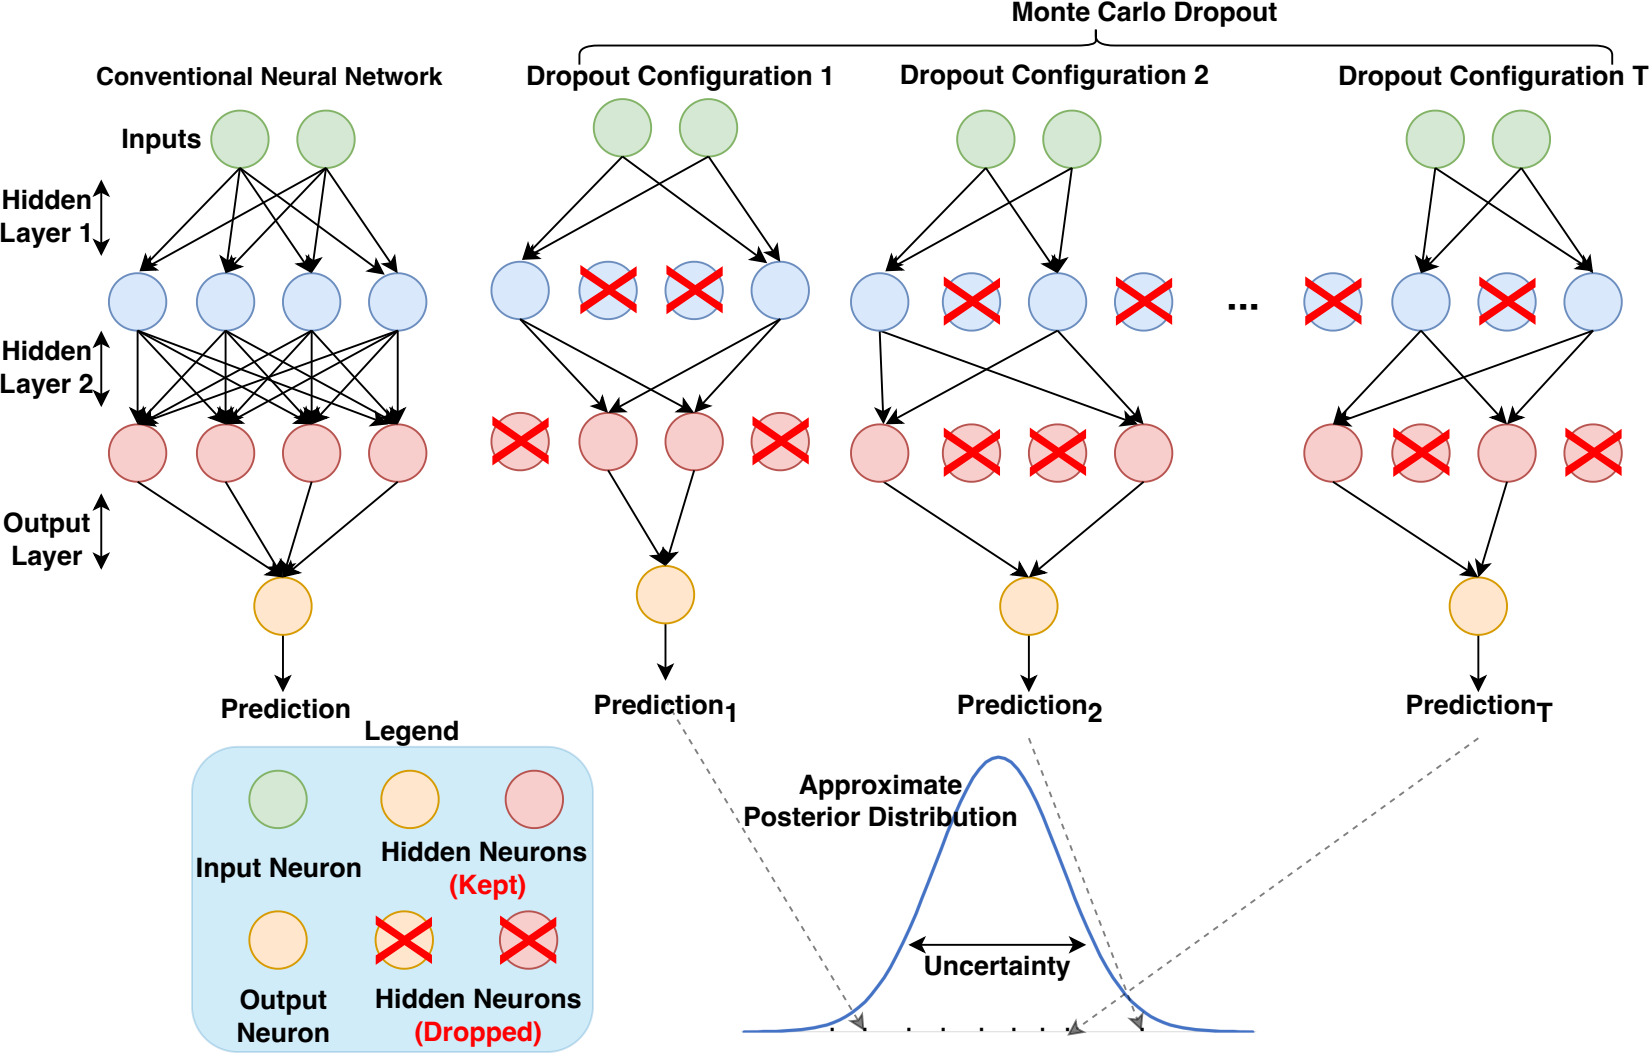 Monte Carlo Dropout
Conventional Neural Network
Dropout Configuration 1
Dropout Configuration 2
Dropout Configuration T
Inputs
Hidden
Layer 1
Hidden
Layer 2
...
Output
Layer
Prediction
Prediction1
Prediction2
PredictionT
Legend
Input Neuron
Hidden Neurons
(Kept)
Output
Neuron
Hidden Neurons
(Dropped)
Approximate
Posterior Distribution
Uncertainty